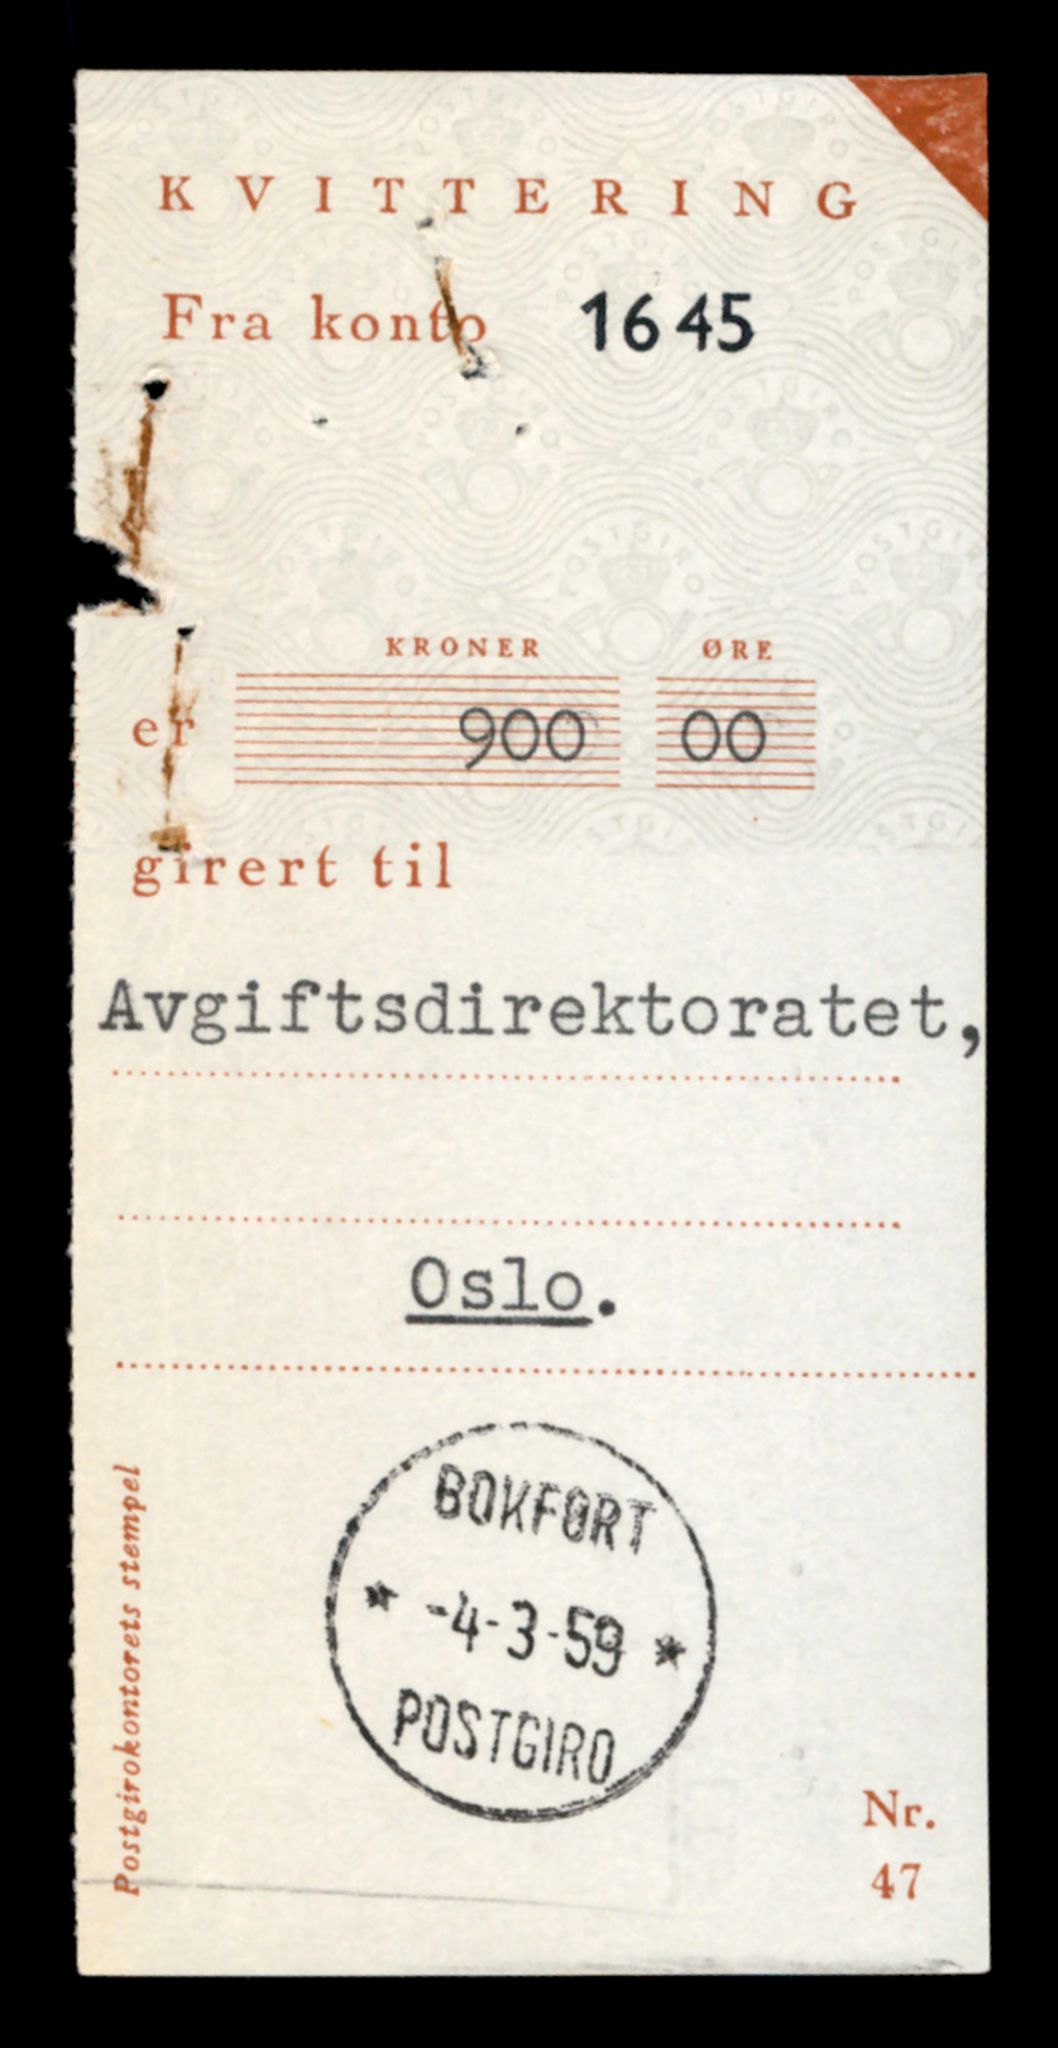 KVITTERING
Fra konto 1645
KRONER ØRE
er 900 00
girert til
Avgiftsdirektoratet,
Oslo.
BOKFØRT
* -4-3-59 *
POSTGIRO
Postgirokontorets stempel
Nr.
47